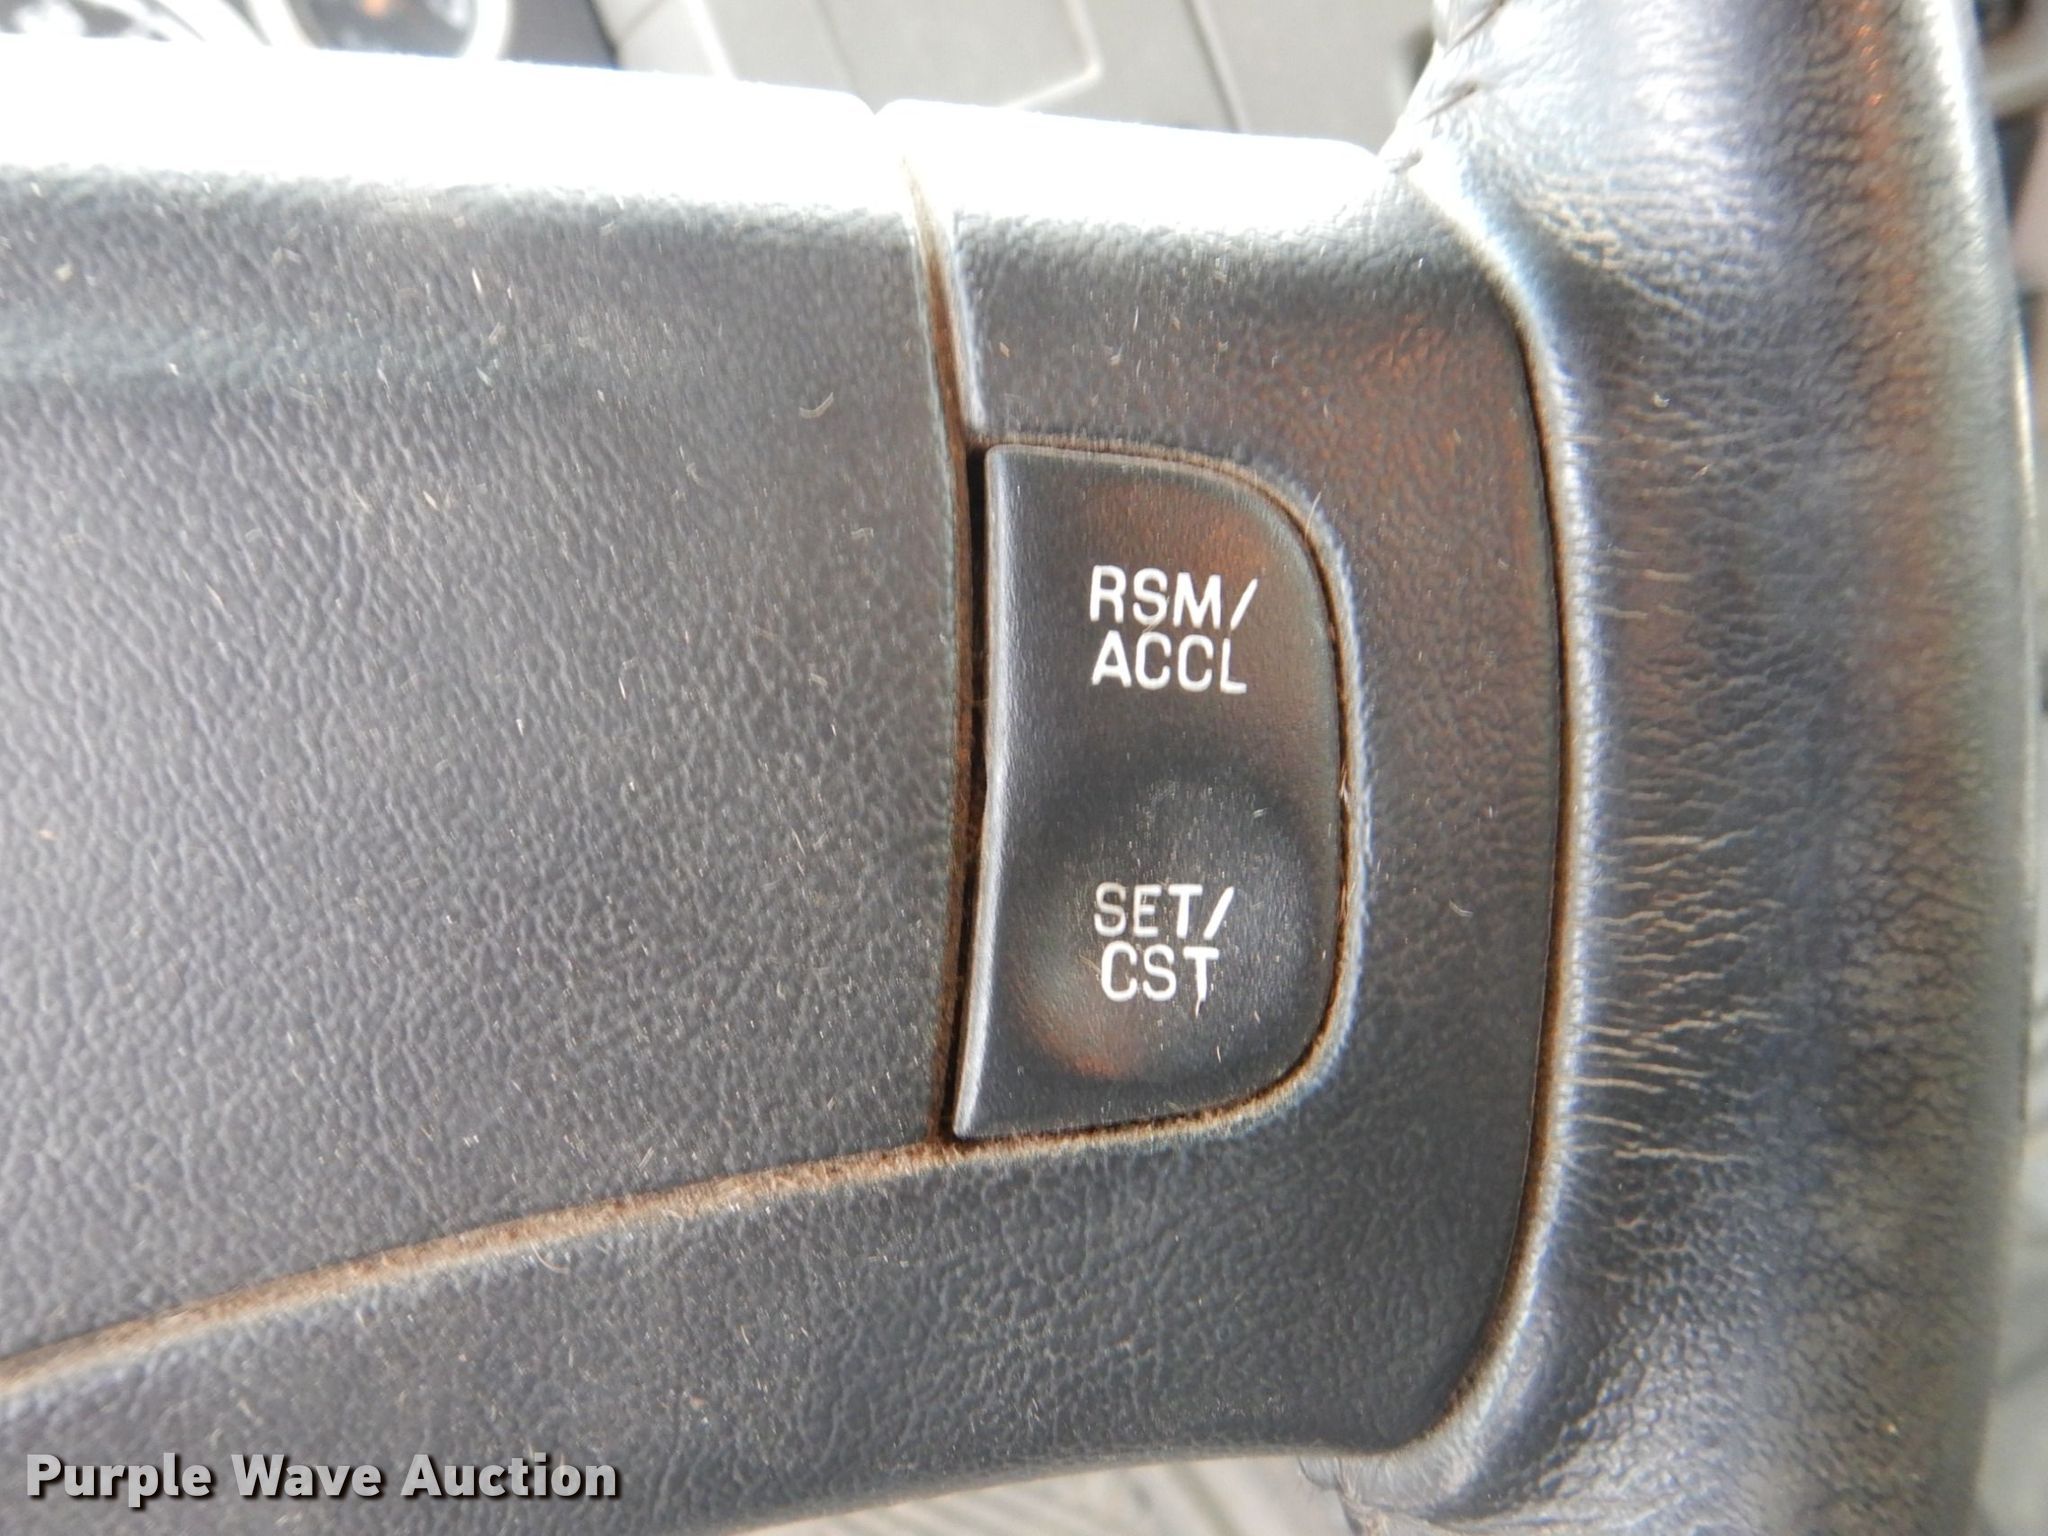 RSM/
ACCL
SET/
CST
Purple Wave Auction